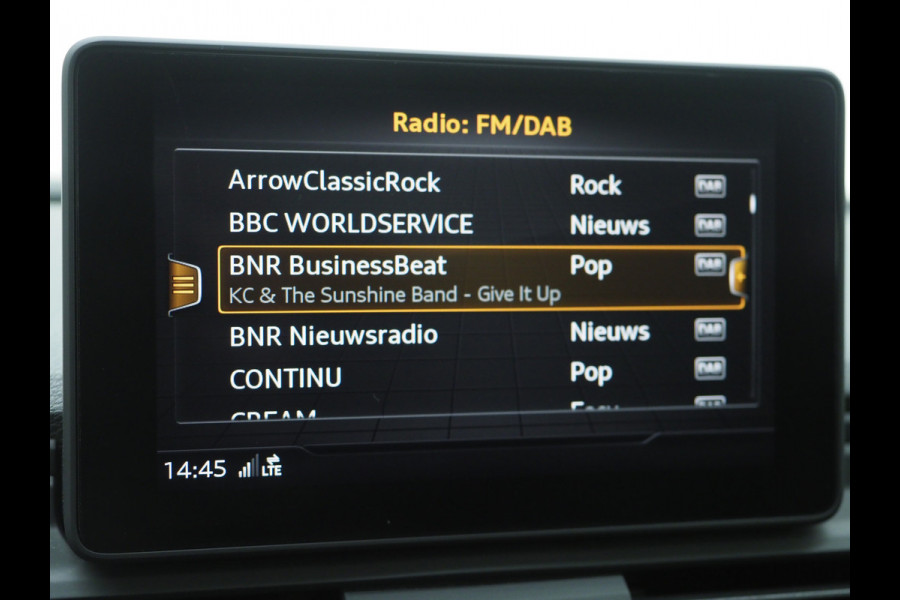 Radio: FM/DAB
ArrowClassicRock Rock DAB
BBC WORLDSERVICE Nieuws DAB
BNR BusinessBeat Pop DAB
KC & The Sunshine Band - Give It Up
BNR Nieuwsradio Nieuws DAB
CONTINU Pop DAB
CREAM
14:45 LTE